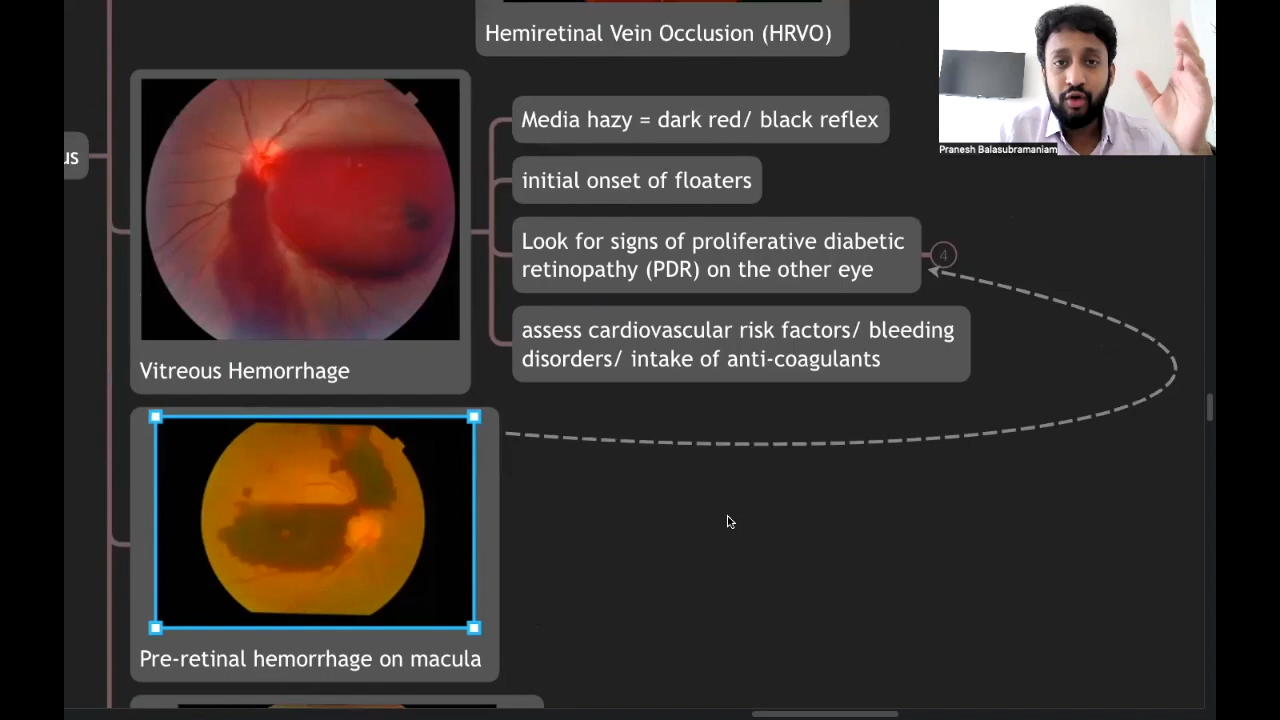 Hemiretinal Vein Occlusion (HRVO)
Pranesh Balasubramaniam
us
Media hazy = dark red/ black reflex
initial onset of floaters
Look for signs of proliferative diabetic
retinopathy (PDR) on the other eye
4
assess cardiovascular risk factors/ bleeding
disorders/ intake of anti-coagulants
Vitreous Hemorrhage
Pre-retinal hemorrhage on macula